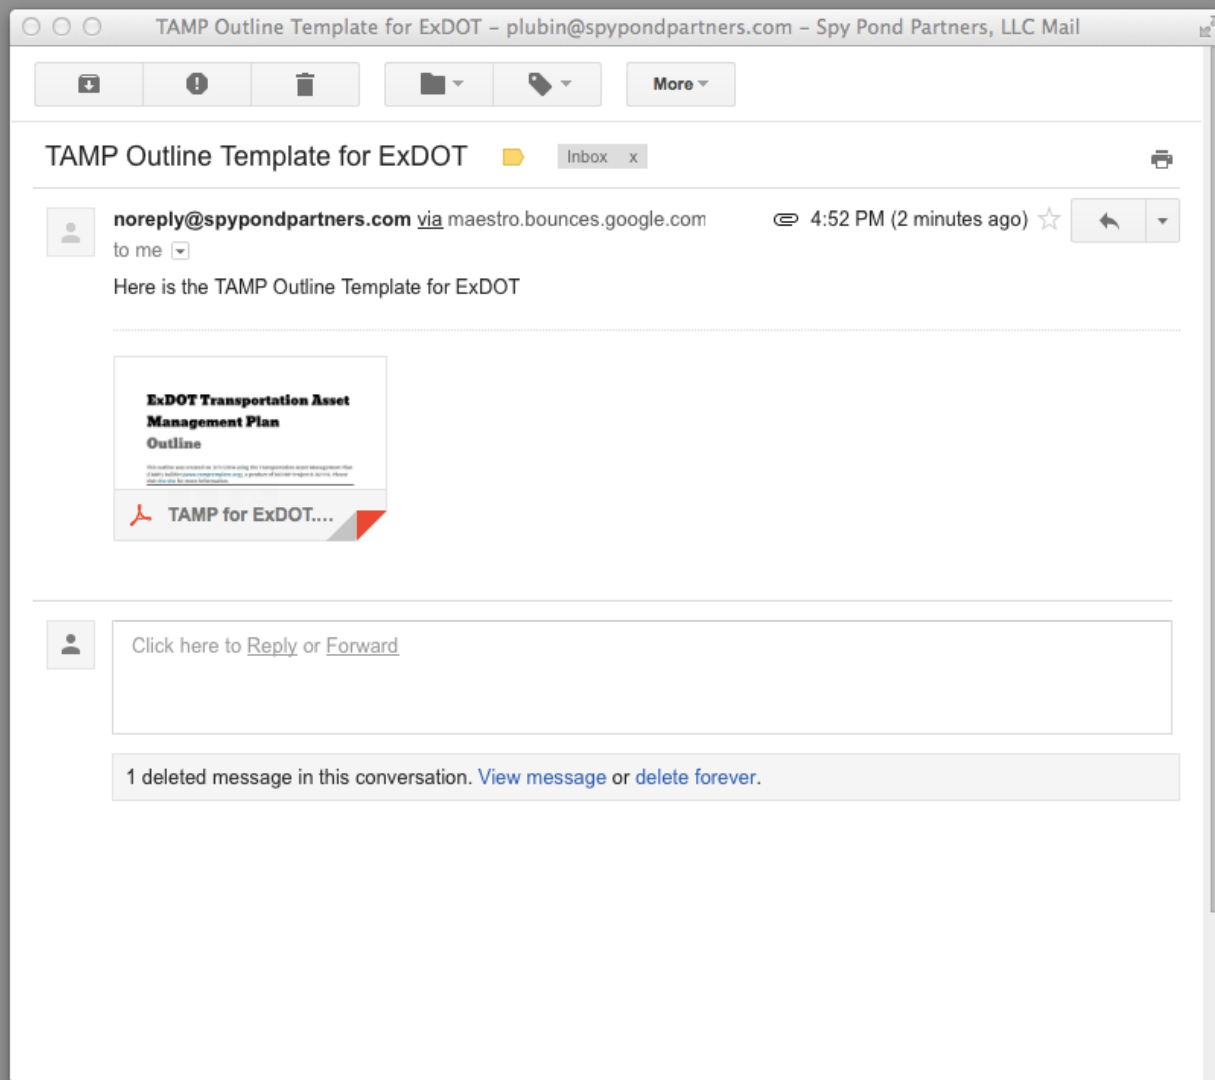 TAMP Outline Template for ExDOT – plubin@spypondpartners.com – Spy Pond Partners, LLC Mail
More
TAMP Outline Template for ExDOT
Inbox x
noreply@spypondpartners.com via maestro.bounces.google.com
4:52 PM (2 minutes ago)
to me
Here is the TAMP Outline Template for ExDOT
ExDOT Transportation Asset
Management Plan
Outline
TAMP for ExDOT....
Click here to Reply or Forward
1 deleted message in this conversation. View message or delete forever.